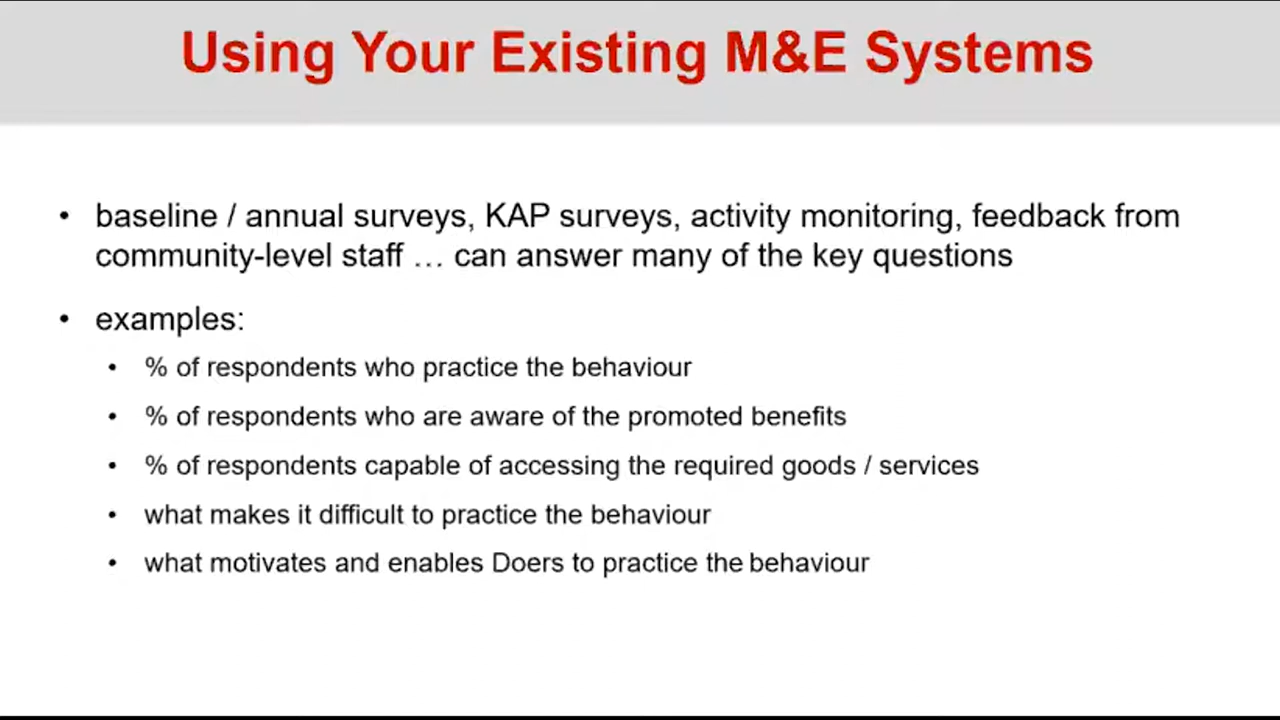 Using Your Existing M&E Systems
• baseline / annual surveys, KAP surveys, activity monitoring, feedback from
community-level staff … can answer many of the key questions
• examples:
• % of respondents who practice the behaviour
• % of respondents who are aware of the promoted benefits
• % of respondents capable of accessing the required goods / services
• what makes it difficult to practice the behaviour
• what motivates and enables Doers to practice the behaviour